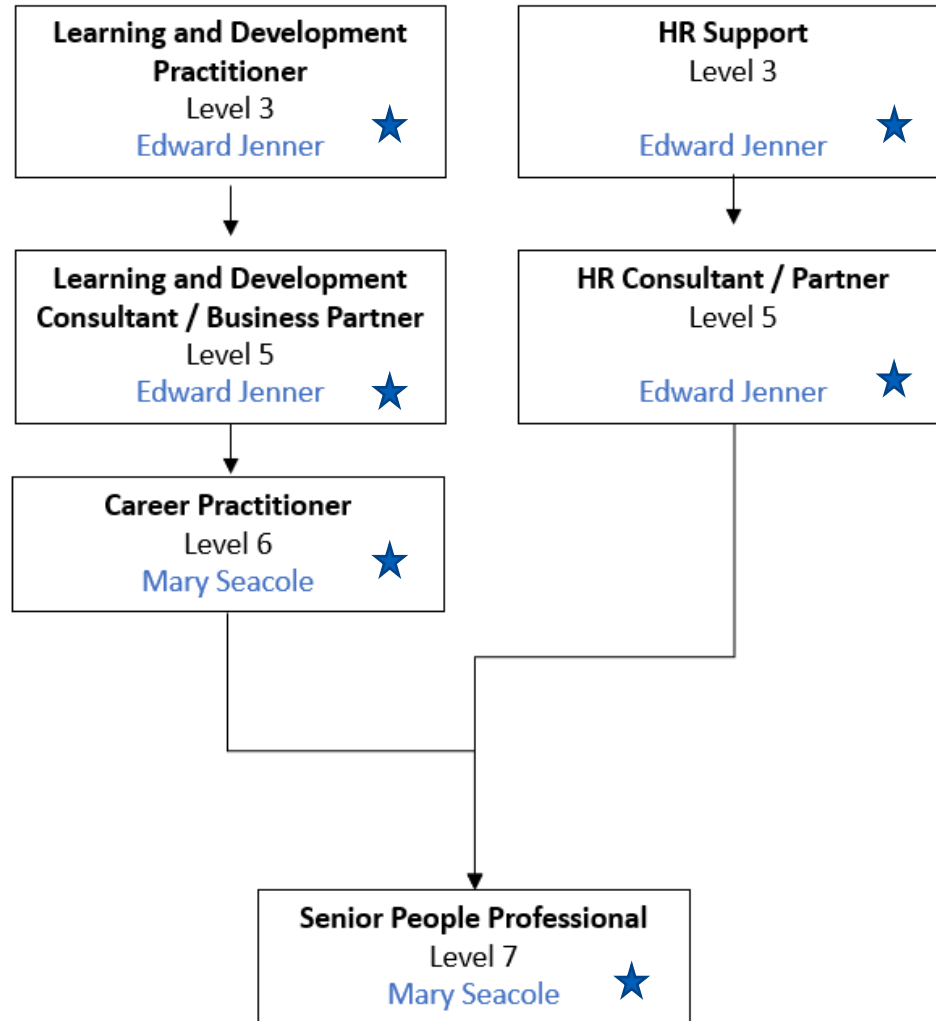 Learning and Development
Practitioner
Level 3
Edward Jenner
HR Support
Level 3
Edward Jenner
Learning and Development
Consultant / Business Partner
Level 5
Edward Jenner
HR Consultant / Partner
Level 5
Edward Jenner
Career Practitioner
Level 6
Mary Seacole
Senior People Professional
Level 7
Mary Seacole